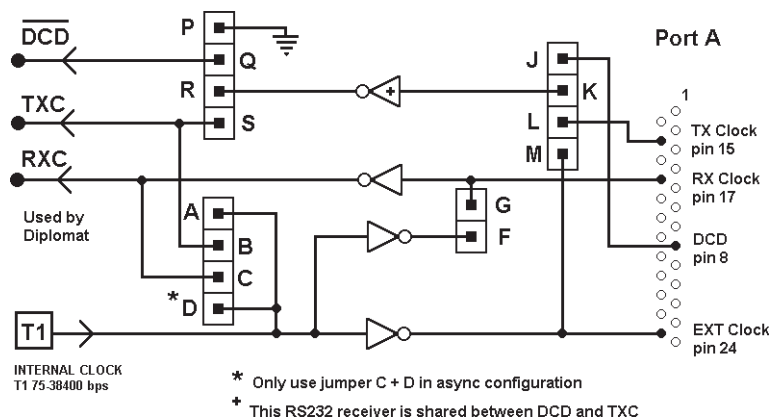 DCD
P
Q
R
S
TXC
RXC
Used by
Diplomat
A
B
C
*D
T1
INTERNAL CLOCK
T1 75-38400 bps
+
G
F
J
K
L
M
Port A
1
TX Clock
pin 15
RX Clock
pin 17
DCD
pin 8
EXT Clock
pin 24
* Only use jumper C + D in async configuration
+ This RS232 receiver is shared between DCD and TXC